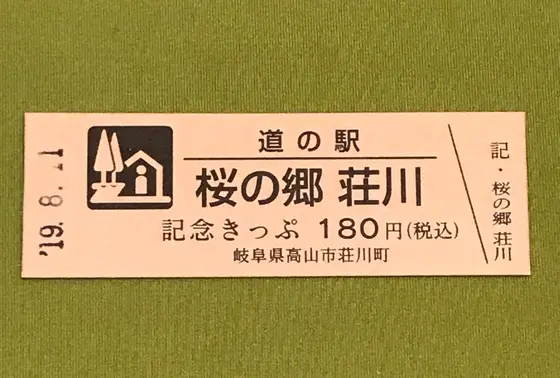 '19. 8. 11
道の駅
桜の郷 荘川
記念きっぷ 180円(税込)
岐阜県高山市荘川町
記・桜の郷 荘川